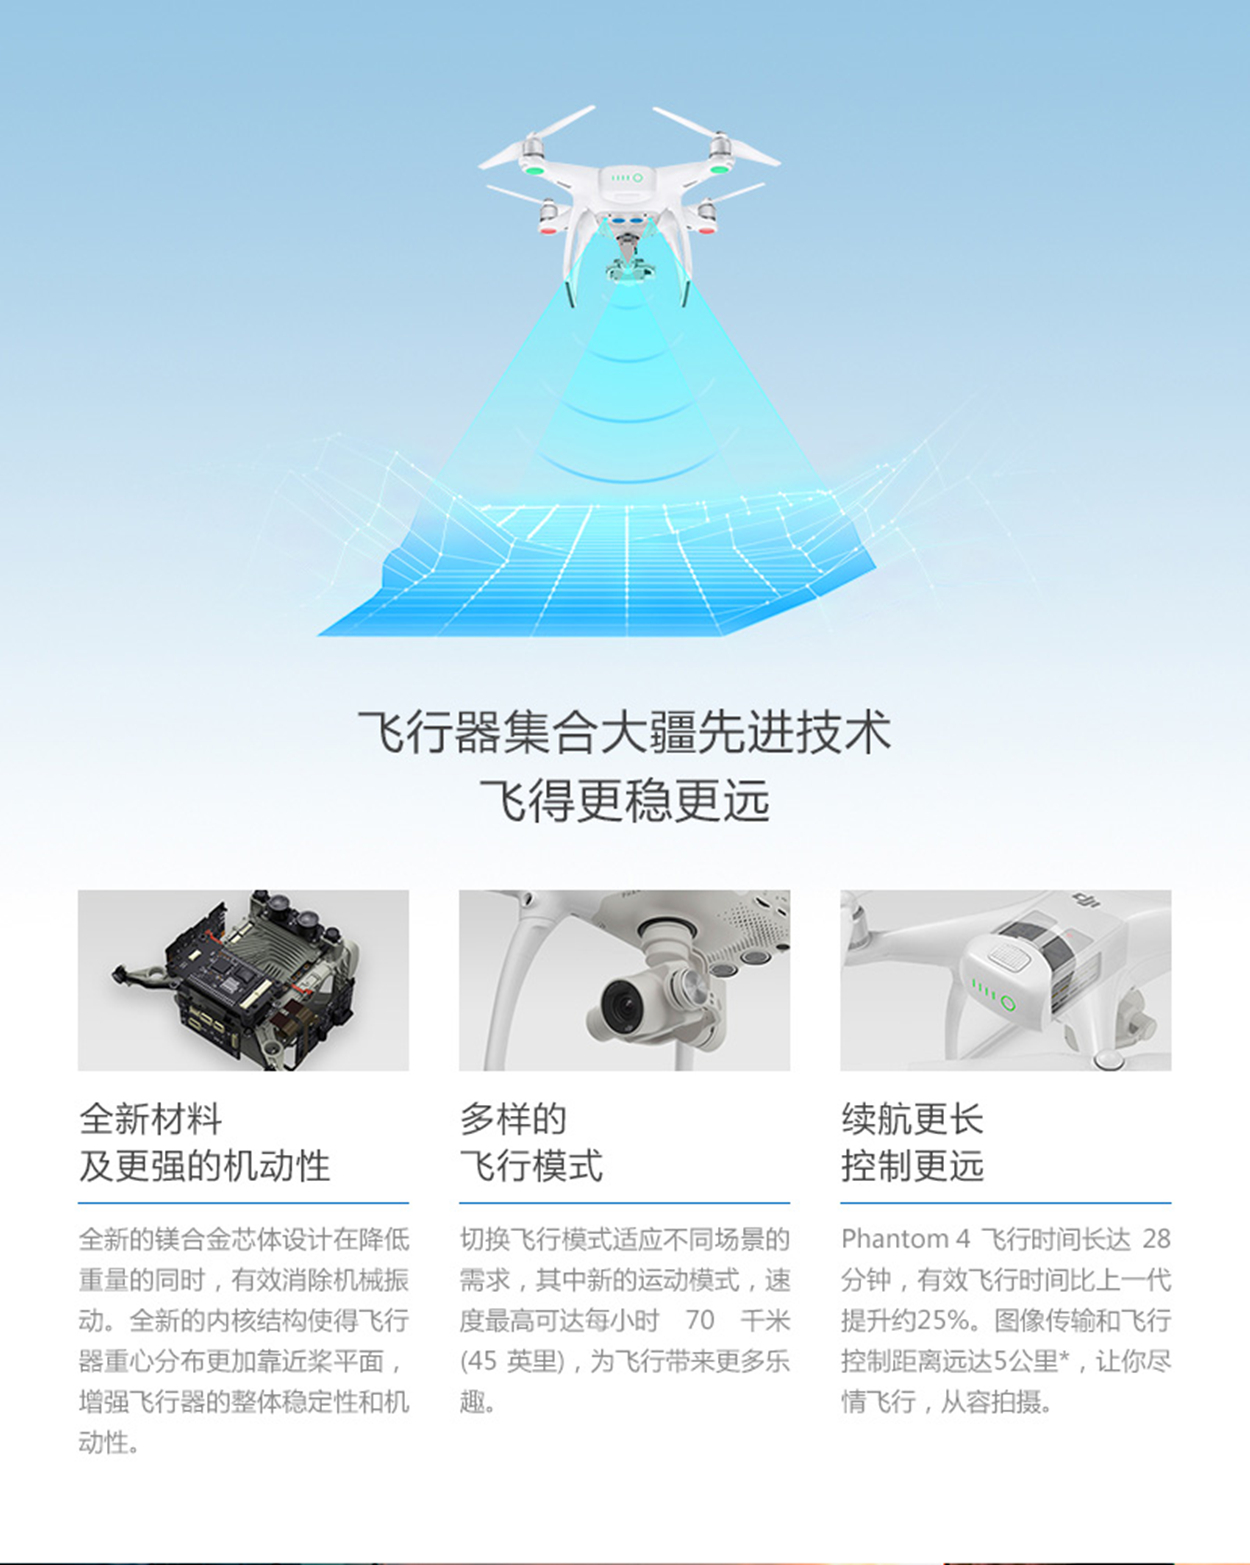 飞行器集合大疆先进技术
飞得更稳更远
全新材料
及更强的机动性
全新的镁合金芯体设计在降低
重量的同时，有效消除机械振
动。全新的内核结构使得飞行
器重心分布更加靠近桨平面，
增强飞行器的整体稳定性和机
动性。
多样的
飞行模式
切换飞行模式适应不同场景的
需求，其中新的运动模式，速
度最高可达每小时 70 千米
(45 英里)，为飞行带来更多乐
趣。
dji
续航更长
控制更远
Phantom 4 飞行时间长达 28
分钟，有效飞行时间比上一代
提升约25%。图像传输和飞行
控制距离远达5公里*，让你尽
情飞行，从容拍摄。